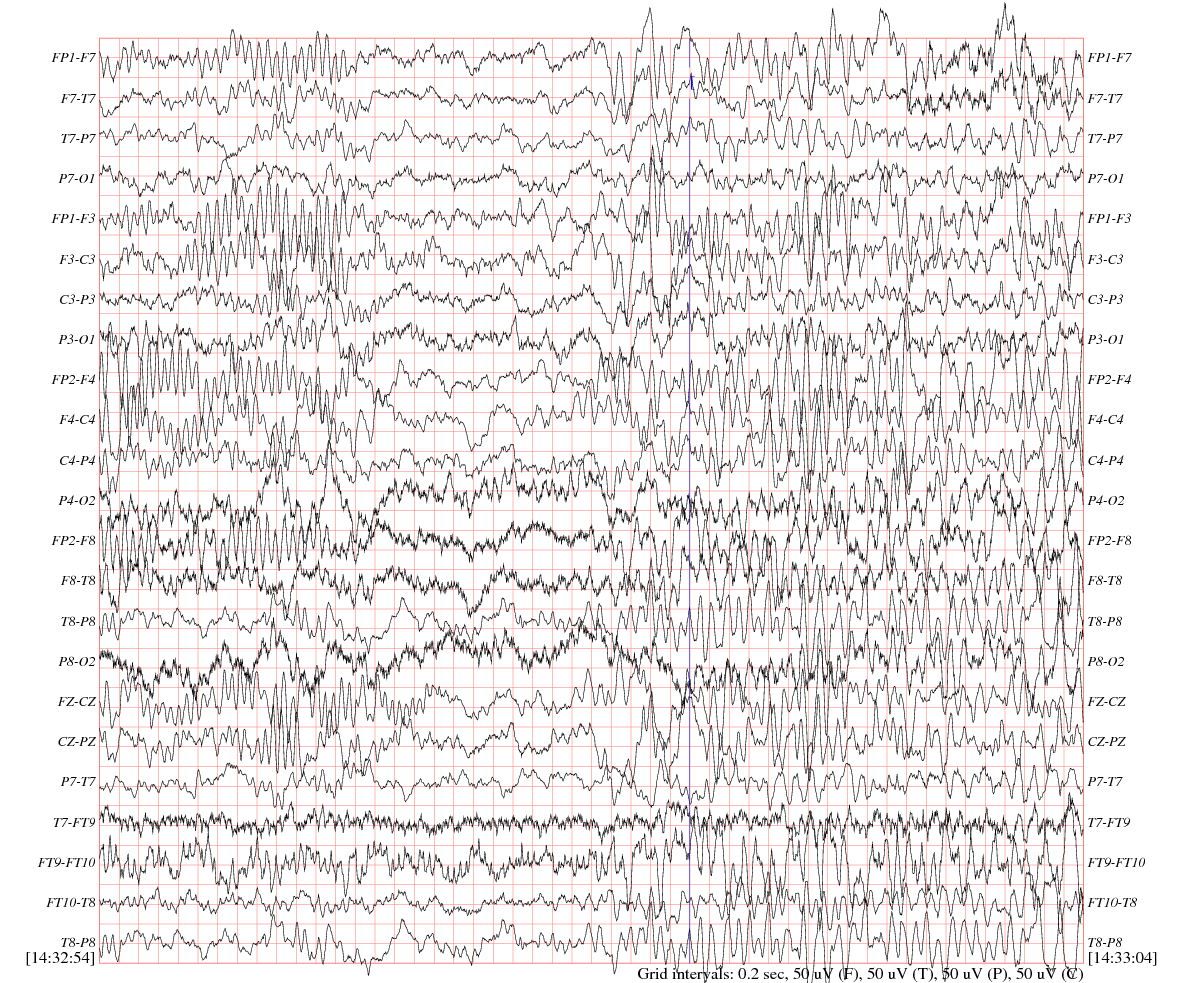 FP1-F7 FP1-F7
F7-T7 F7-T7
T7-P7 T7-P7
P7-O1 P7-O1
FP1-F3 FP1-F3
F3-C3 F3-C3
C3-P3 C3-P3
P3-O1 P3-O1
FP2-F4 FP2-F4
F4-C4 F4-C4
C4-P4 C4-P4
P4-O2 P4-O2
FP2-F8 FP2-F8
F8-T8 F8-T8
T8-P8 T8-P8
P8-O2 P8-O2
FZ-CZ FZ-CZ
CZ-PZ CZ-PZ
P7-T7 P7-T7
T7-FT9 T7-FT9
FT9-FT10 FT9-FT10
FT10-T8 FT10-T8
T8-P8 T8-P8
[14:32:54] [14:33:04]
Grid intervals: 0.2 sec, 50 uV (F), 50 uV (T), 50 uV (P), 50 uV (C)